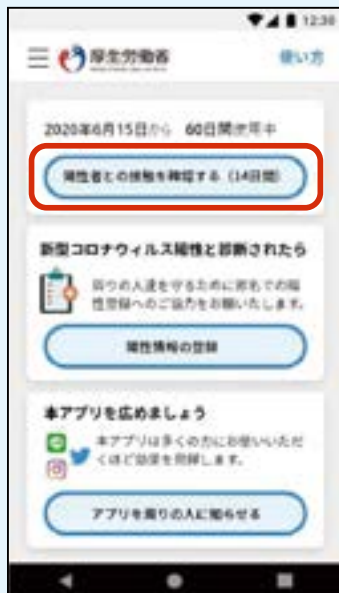 12:30
厚生労働省
使い方
2020年6月15日から 60日間使用中
陽性者との接触を確認する（14日間）
新型コロナウィルス陽性と診断されたら
周りの人達を守るために匿名での陽
性登録へのご協力をお願いいたします。
陽性情報の登録
本アプリを広めましょう
本アプリは多くの方にお使いいただ
くほど効果を発揮します。
アプリを周りの人に知らせる